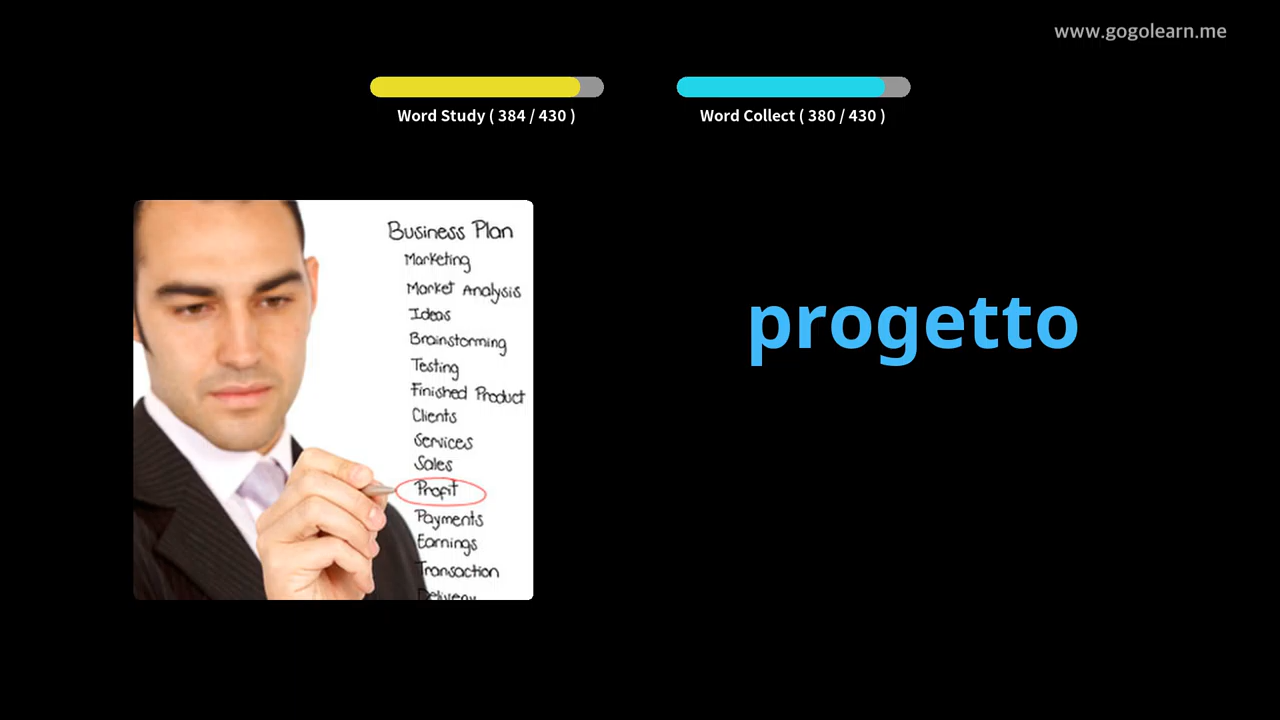 www.gogolearn.me
Word Study ( 384 / 430 )
Word Collect ( 380 / 430 )
Business Plan
Marketing
Market Analysis
Ideas
Brainstorming
Testing
Finished Product
Clients
Services
Sales
Profit
Payments
Earnings
Transaction
Delivery
progetto